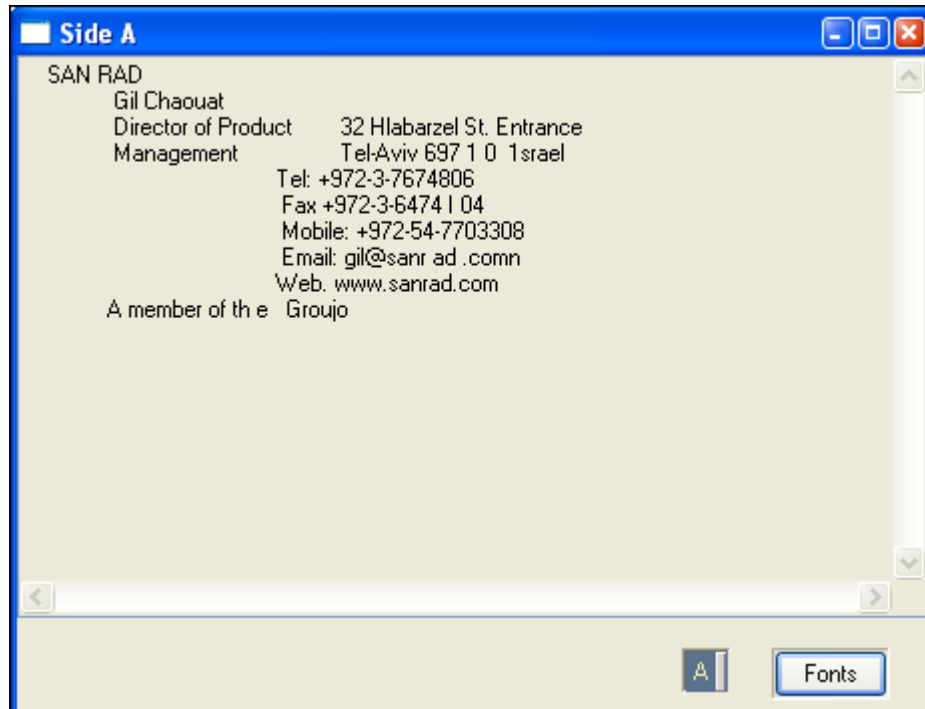 Side A
SAN RAD
Gil Chaouat
Director of Product 32 Hlabarzel St. Entrance
Management Tel-Aviv 697 1 0 1srael
Tel: +972-3-7674806
Fax +972-3-6474 l 04
Mobile: +972-54-7703308
Email: gil@sanr ad .comn
Web. www.sanrad.com
A member of th e Groujo
A
Fonts